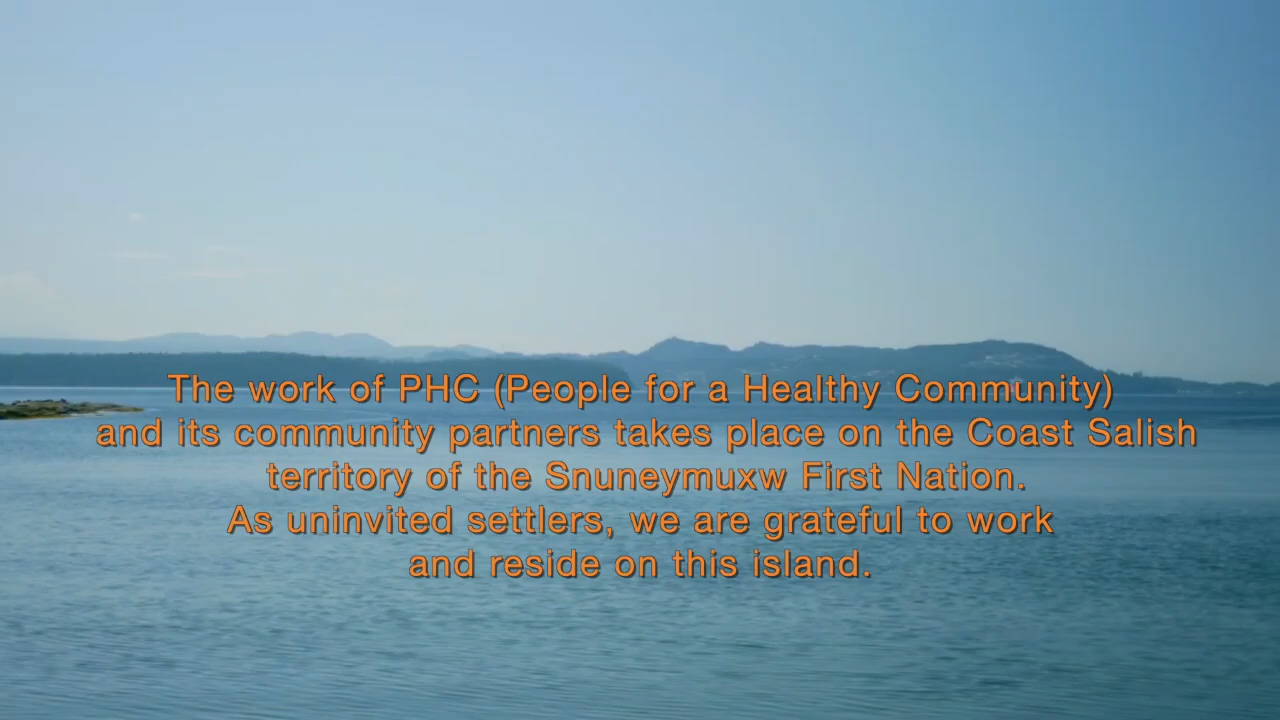 The work of PHC (People for a Healthy Community)
and its community partners takes place on the Coast Salish
territory of the Snuneymuxw First Nation.
As uninvited settlers, we are grateful to work
and reside on this island.